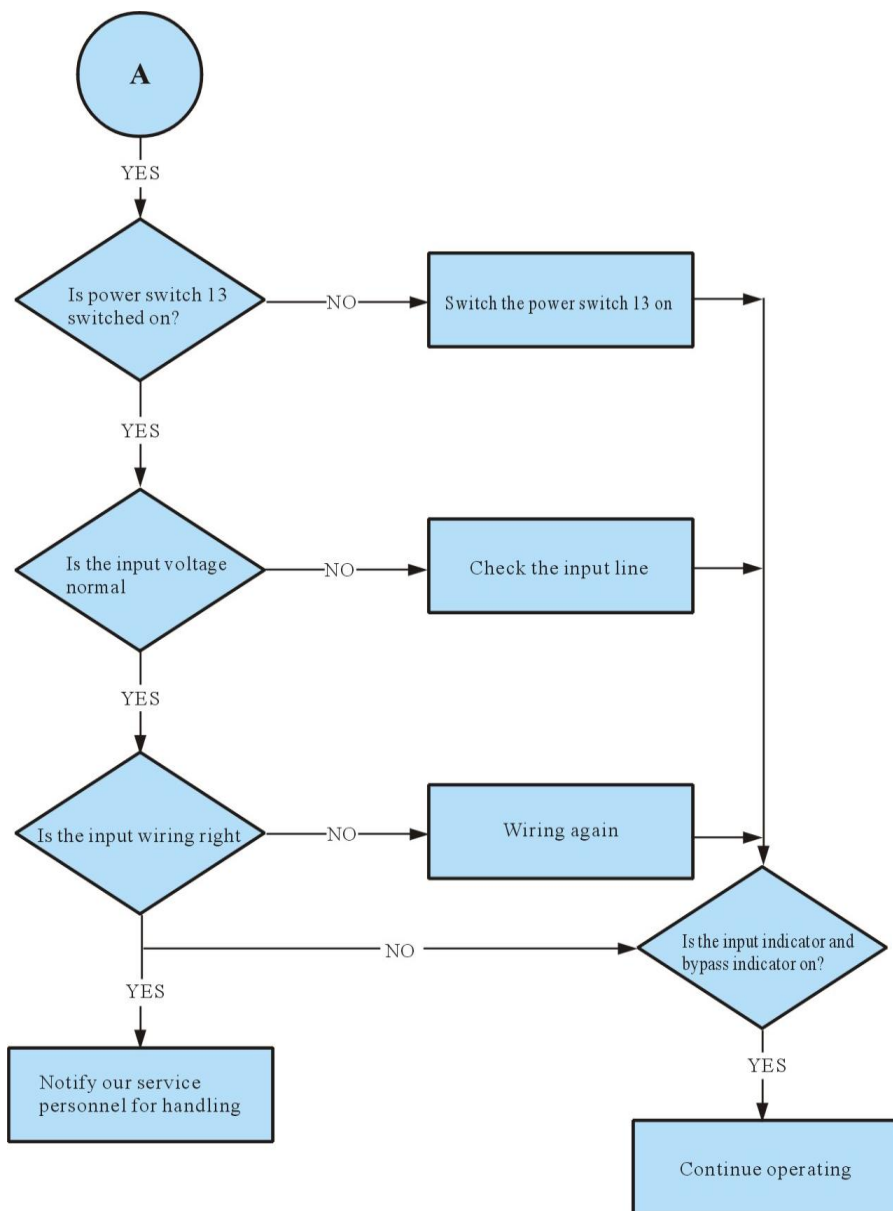 A
YES
Is power switch 13
switched on?
NO
Switch the power switch 13 on
YES
Is the input voltage
normal
NO
Check the input line
YES
Is the input wiring right
NO
Wiring again
NO
Is the input indicator and
bypass indicator on?
YES
Notify our service
personnel for handling
YES
Continue operating